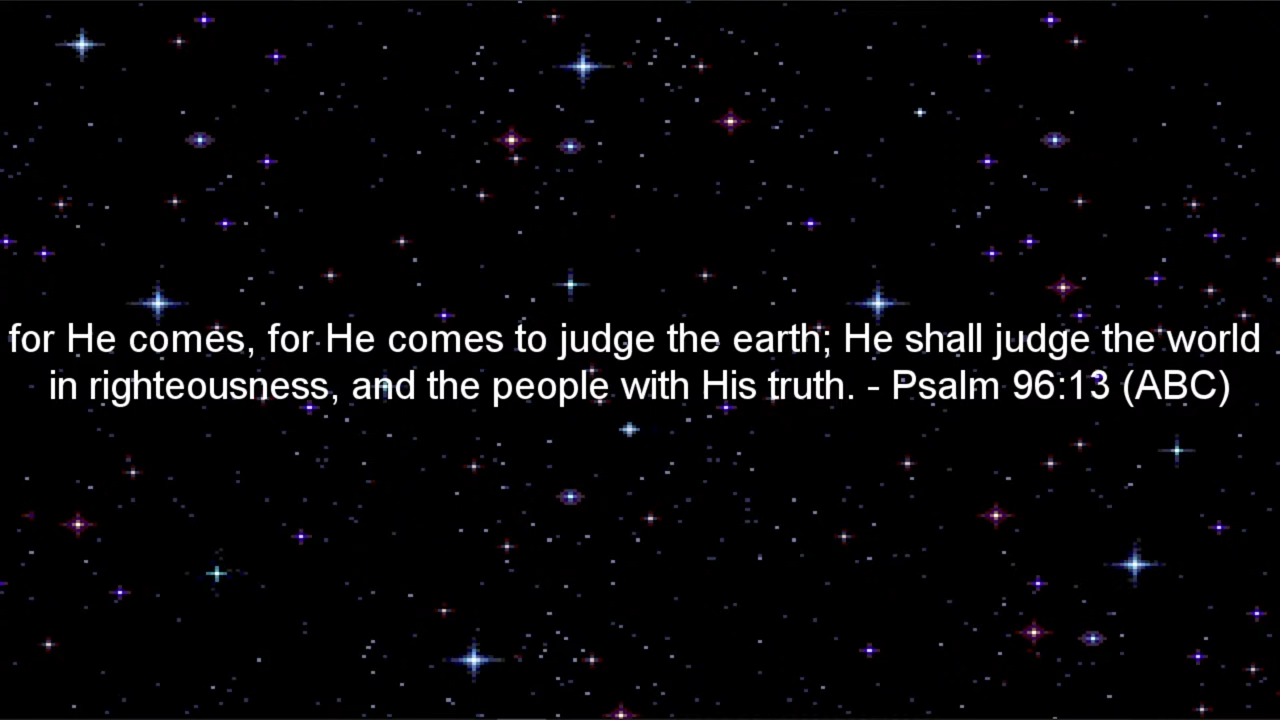 for He comes, for He comes to judge the earth; He shall judge the world
in righteousness, and the people with His truth. - Psalm 96:13 (ABC)